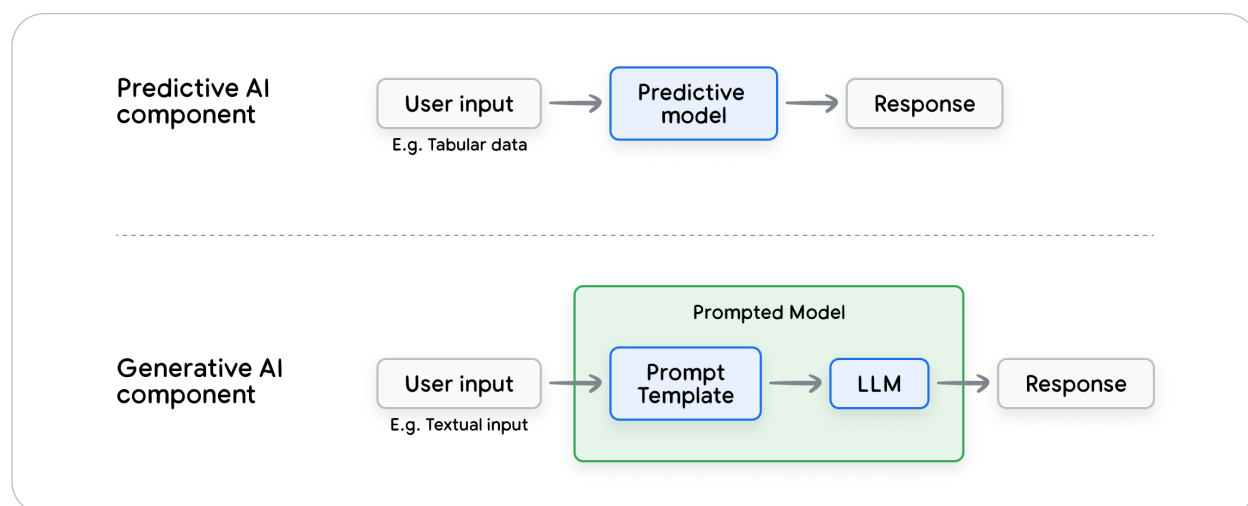 Predictive AI
component
User input
E.g. Tabular data
Predictive
model
Response
Generative AI
component
User input
E.g. Textual input
Prompted Model
Prompt
Template
LLM
Response